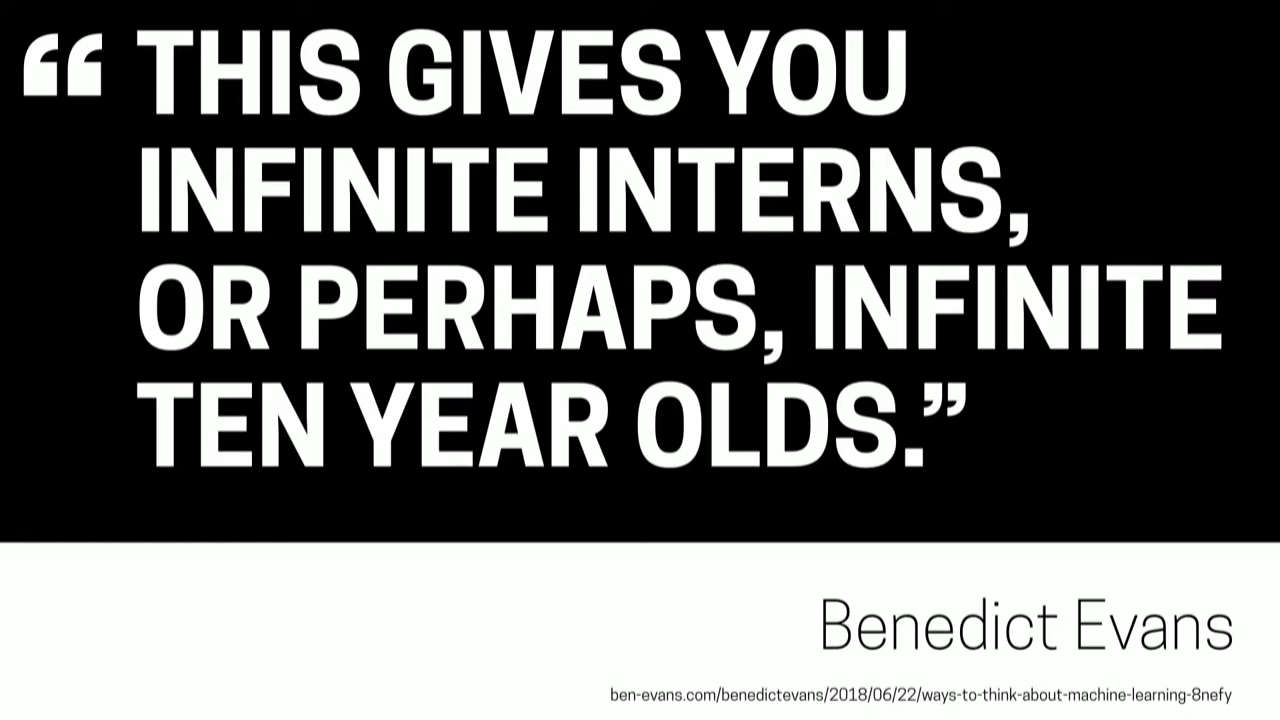 “ THIS GIVES YOU
INFINITE INTERNS,
OR PERHAPS, INFINITE
TEN YEAR OLDS.”
Benedict Evans
ben-evans.com/benedictevans/2018/06/22/ways-to-think-about-machine-learning-8nefy